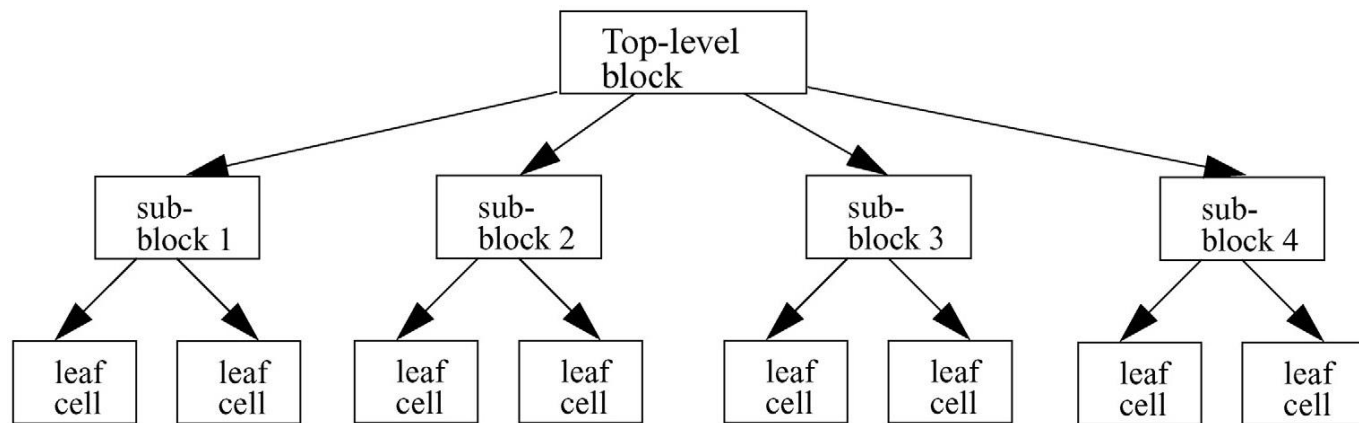 Top-level
block
sub-
block 1
sub-
block 2
sub-
block 3
sub-
block 4
leaf
cell
leaf
cell
leaf
cell
leaf
cell
leaf
cell
leaf
cell
leaf
cell
leaf
cell